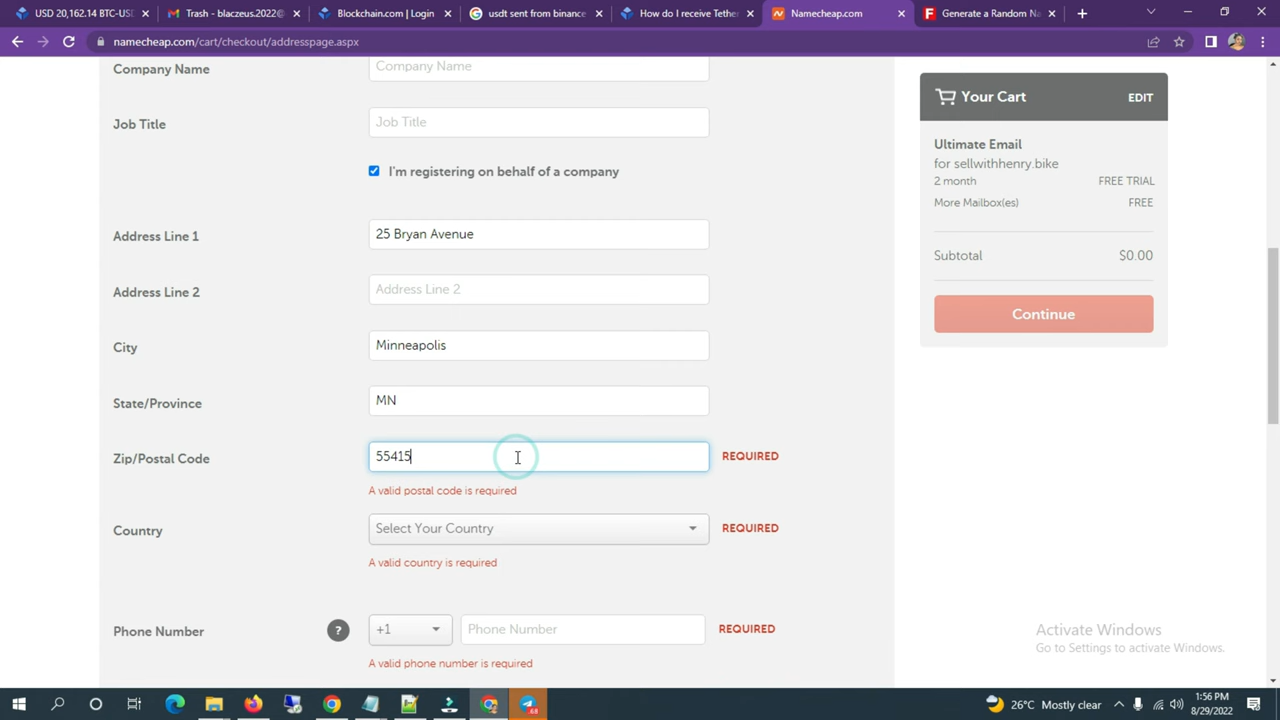 USD 20,162.14 BTC-USD
Trash - blaczeus.2022@
Blockchain.com | Login
usdt sent from binance
How do I receive Tether
Namecheap.com
Generate a Random Na
namecheap.com/cart/checkout/addresspage.aspx
Company Name
Company Name
Job Title
Job Title
I'm registering on behalf of a company
Address Line 1
25 Bryan Avenue
Address Line 2
Address Line 2
City
Minneapolis
State/Province
MN
Zip/Postal Code
55415
REQUIRED
A valid postal code is required
Country
Select Your Country
REQUIRED
A valid country is required
Phone Number
?
+1
Phone Number
REQUIRED
A valid phone number is required
Your Cart
EDIT
Ultimate Email
for sellwithhenry.bike
2 month
FREE TRIAL
More Mailbox(es)
FREE
Subtotal
$0.00
Continue
Activate Windows
Go to Settings to activate Windows.
26°C Mostly clear
1:56 PM
8/29/2022